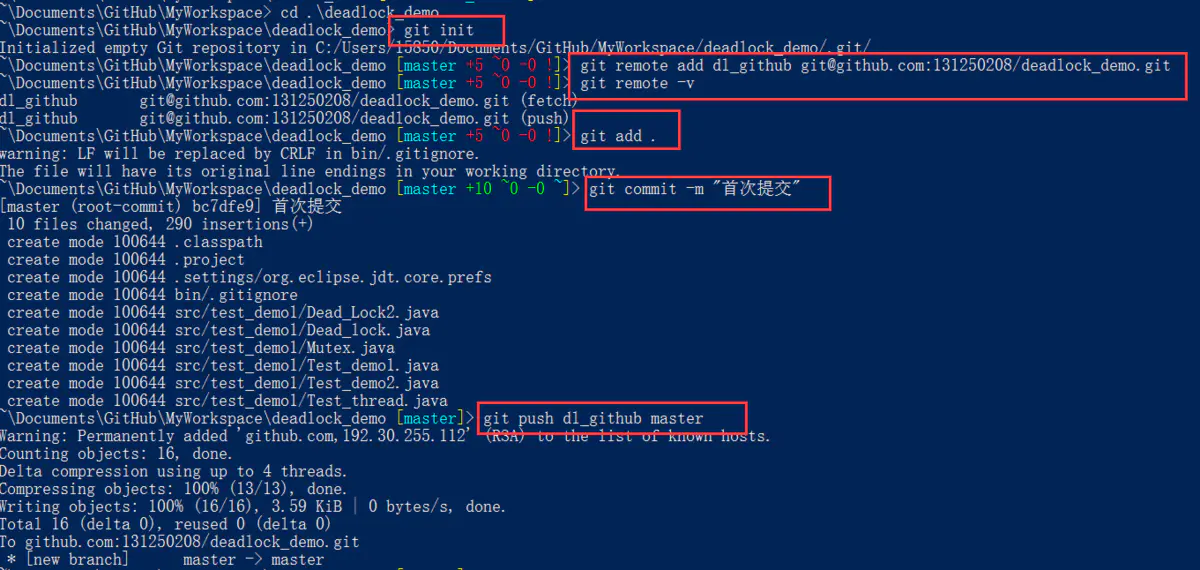 ~\Documents\GitHub\MyWorkspace> cd .\deadlock_demo
~\Documents\GitHub\MyWorkspace\deadlock_demo> git init
Initialized empty Git repository in C:/Users/15850/Documents/GitHub/MyWorkspace/deadlock_demo/.git/
~\Documents\GitHub\MyWorkspace\deadlock_demo [master +5 ~0 -0 !]> git remote add dl_github git@github.com:131250208/deadlock_demo.git
~\Documents\GitHub\MyWorkspace\deadlock_demo [master +5 ~0 -0 !]> git remote -v
dl_github git@github.com:131250208/deadlock_demo.git (fetch)
dl_github git@github.com:131250208/deadlock_demo.git (push)
~\Documents\GitHub\MyWorkspace\deadlock_demo [master +5 ~0 -0 !]> git add .
warning: LF will be replaced by CRLF in bin/.gitignore.
The file will have its original line endings in your working directory.
~\Documents\GitHub\MyWorkspace\deadlock_demo [master +10 ~0 -0 ~]> git commit -m "首次提交"
[master (root-commit) bc7dfe9] 首次提交
10 files changed, 290 insertions(+)
create mode 100644 .classpath
create mode 100644 .project
create mode 100644 .settings/org.eclipse.jdt.core.prefs
create mode 100644 bin/.gitignore
create mode 100644 src/test_demo1/Dead_Lock2.java
create mode 100644 src/test_demo1/Dead_lock.java
create mode 100644 src/test_demo1/Mutex.java
create mode 100644 src/test_demo1/Test_demo1.java
create mode 100644 src/test_demo1/Test_demo2.java
create mode 100644 src/test_demo1/Test_thread.java
~\Documents\GitHub\MyWorkspace\deadlock_demo [master]> git push dl_github master
Warning: Permanently added 'github.com,192.30.255.112' (RSA) to the list of known hosts.
Counting objects: 16, done.
Delta compression using up to 4 threads.
Compressing objects: 100% (13/13), done.
Writing objects: 100% (16/16), 3.59 KiB | 0 bytes/s, done.
Total 16 (delta 0), reused 0 (delta 0)
To github.com:131250208/deadlock_demo.git
* [new branch] master -> master